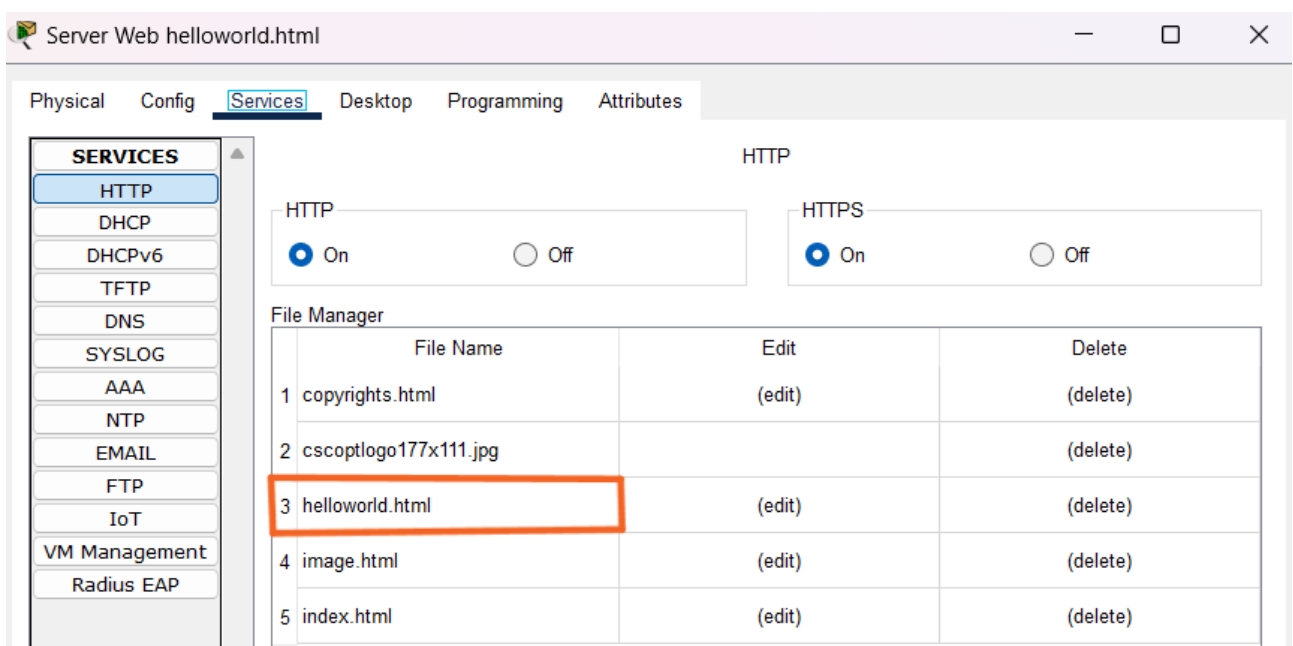 Server Web helloworld.html
Physical Config Services Desktop Programming Attributes
SERVICES
HTTP
DHCP
DHCPv6
TFTP
DNS
SYSLOG
AAA
NTP
EMAIL
FTP
IoT
VM Management
Radius EAP
HTTP
HTTP
On Off
HTTPS
On Off
File Manager
File Name Edit Delete
1 copyrights.html (edit) (delete)
2 cscoptlogo177x111.jpg (delete)
3 helloworld.html (edit) (delete)
4 image.html (edit) (delete)
5 index.html (edit) (delete)